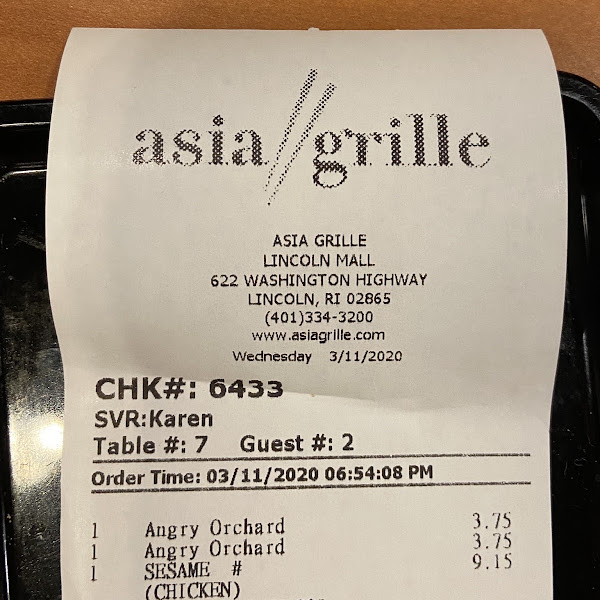 asia//grille
ASIA GRILLE
LINCOLN MALL
622 WASHINGTON HIGHWAY
LINCOLN, RI 02865
(401)334-3200
www.asiagrille.com
Wednesday 3/11/2020
CHK#: 6433
SVR:Karen
Table #: 7 Guest #: 2
Order Time: 03/11/2020 06:54:08 PM
1 Angry Orchard 3.75
1 Angry Orchard 3.75
1 SESAME # 9.15
(CHICKEN)